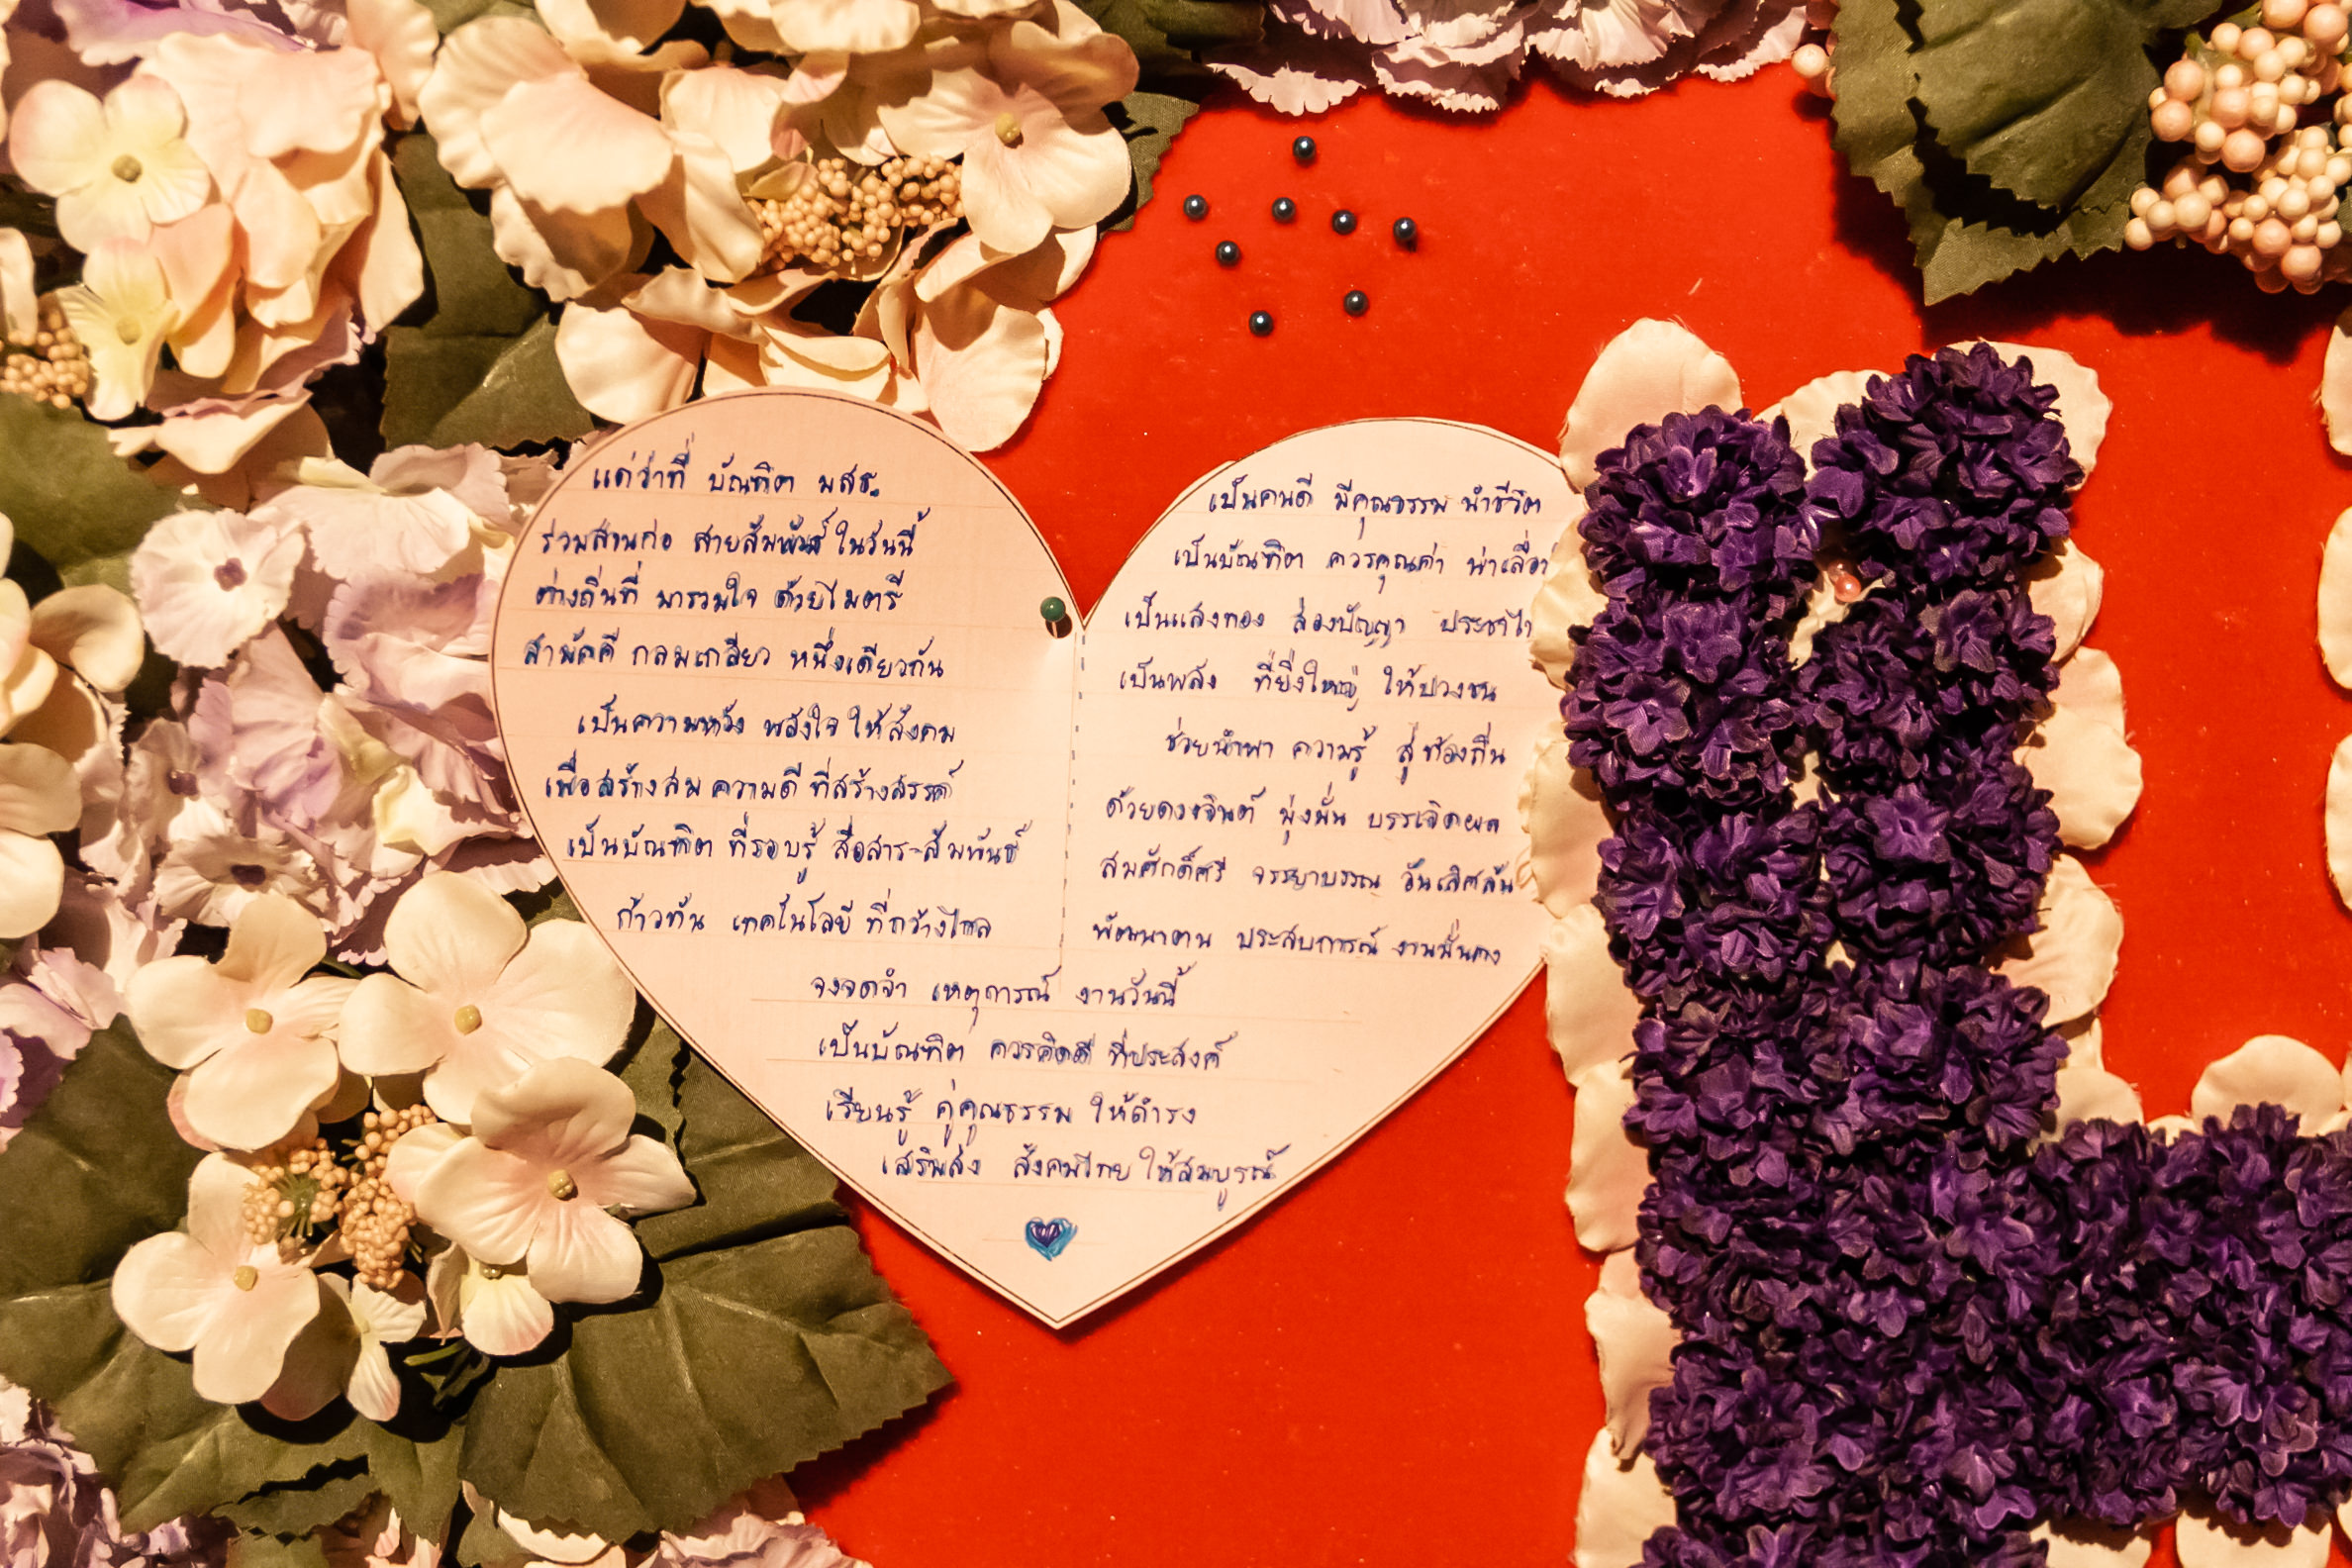 แด่ว่าที่ บัณฑิต มสธ.
ร่วมสานก่อ สายสัมพันธ์ ในวันนี้
ต่างถิ่นที่ มารวมใจ ด้วยไมตรี
สามัคคี กลมเกลียว หนึ่งเดียวกัน
เป็นความหวัง พลังใจ ให้สังคม
เพื่อสร้างสม ความดี ที่สร้างสรรค์
เป็นบัณฑิต ที่รอบรู้ สื่อสาร-สัมพันธ์
ก้าวทัน เทคโนโลยี ที่กว้างไกล
เป็นคนดี มีคุณธรรม นำชีวิต
เป็นบัณฑิต ควรคุณค่า
เป็นแสงทอง ส่องปัญญา
เป็นพลัง ที่ยิ่งใหญ่ ให้ปวงชน
ช่วยนำพา ความรู้ สู่ท้องถิ่น
ด้วยดวงจินต์ มุ่งมั่น บรรเจิดผล
สมศักดิ์ศรี จรรยาบรรณ อันเลิศล้น
พัฒนาตน ประสบการณ์ งานมั่นคง
จงจดจำ เหตุการณ์ งานวันนี้
เป็นบัณฑิต ควรคิดดี ที่ประสงค์
เรียนรู้ คู่คุณธรรม ให้ดำรง
เสริมส่ง สังคมไทย ให้สมบูรณ์